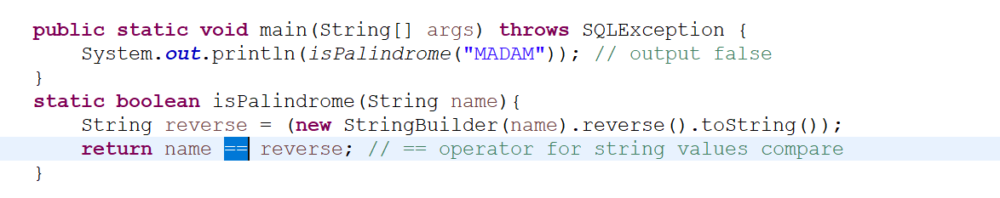 public static void main(String[] args) throws SQLException {
System.out.println(isPalindrome("MADAM")); // output false
}
static boolean isPalindrome(String name){
String reverse = (new StringBuilder(name).reverse().toString());
return name == reverse; // == operator for string values compare
}